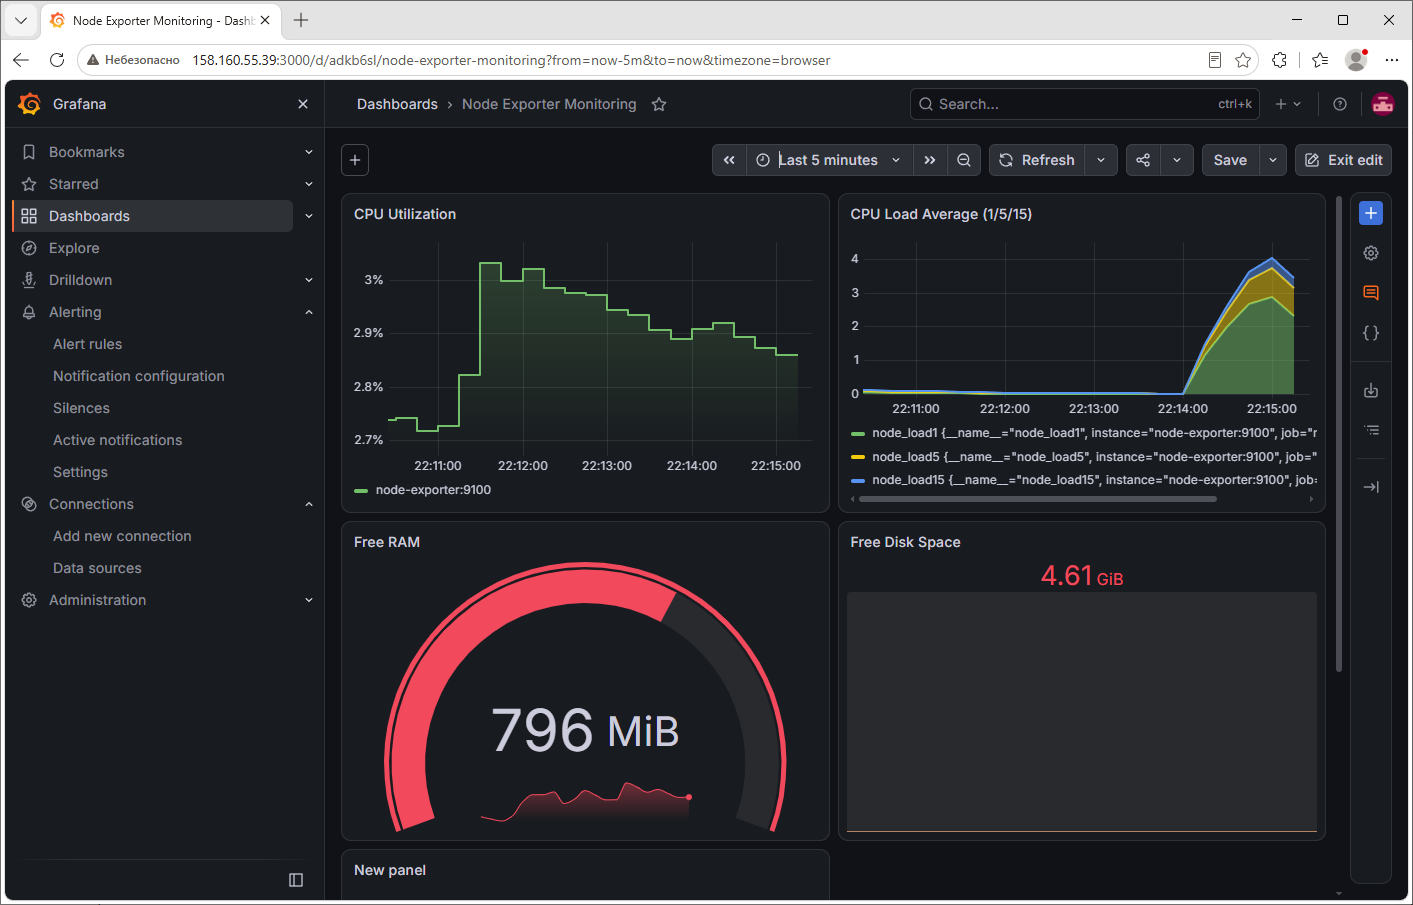 Node Exporter Monitoring - Dashb
Небезопасно 158.160.55.39:3000/d/adkb6sl/node-exporter-monitoring?from=now-5m&to=now&timezone=browser
Grafana
Dashboards › Node Exporter Monitoring
Search... ctrl+k
Bookmarks
Starred
Dashboards
Explore
Drilldown
Alerting
Alert rules
Notification configuration
Silences
Active notifications
Settings
Connections
Add new connection
Data sources
Administration
Last 5 minutes
Refresh
Save
Exit edit
CPU Utilization
3%
2.9%
2.8%
2.7%
22:11:00 22:12:00 22:13:00 22:14:00 22:15:00
node-exporter:9100
CPU Load Average (1/5/15)
4
3
2
1
0
22:11:00 22:12:00 22:13:00 22:14:00 22:15:00
node_load1 {__name__="node_load1", instance="node-exporter:9100", job="r
node_load5 {__name__="node_load5", instance="node-exporter:9100", job="
node_load15 {__name__="node_load15", instance="node-exporter:9100", job=
Free RAM
796 MiB
Free Disk Space
4.61 GiB
New panel